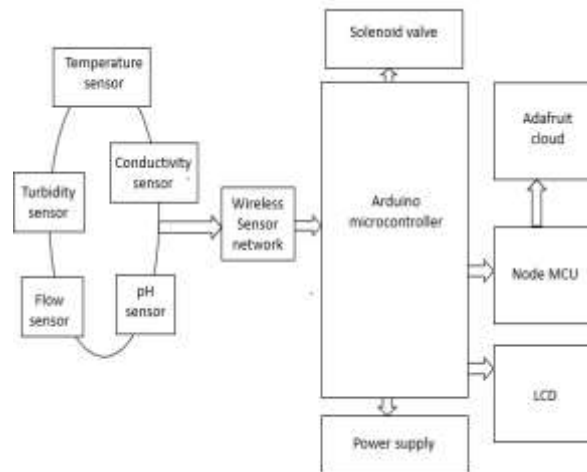 Solenoid valve
Temperature
sensor
Adafruit
cloud
Conductivity
sensor
Turbidity
sensor
Wireless
Sensor
network
Arduino
microcontroller
Node MCU
Flow
sensor
pH
sensor
LCD
Power supply